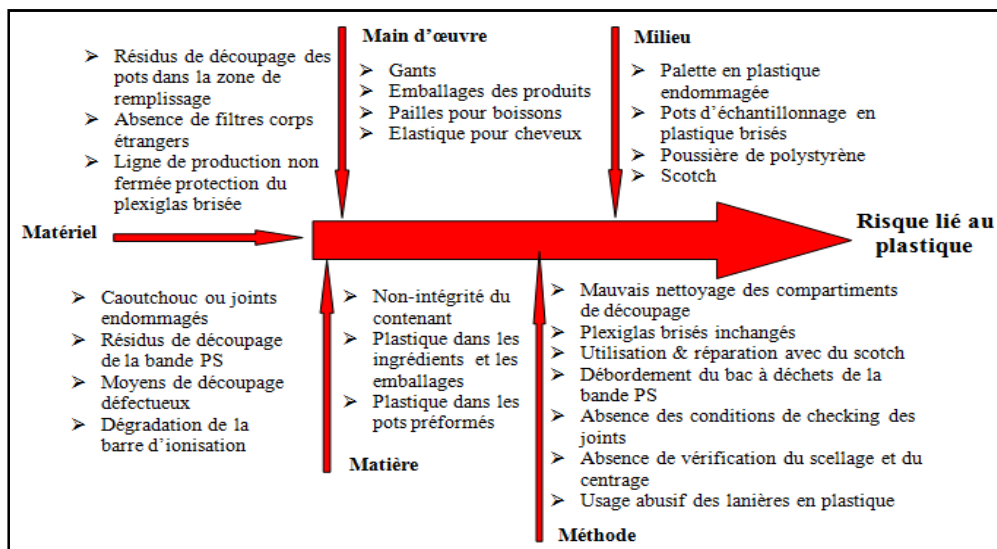 Main d'œuvre
Milieu
➢ Résidus de découpage des
pots dans la zone de
remplissage
➢ Absence de filtres corps
étrangers
➢ Ligne de production non
fermée protection du
plexiglas brisée
➢ Gants
➢ Emballages des produits
➢ Pailles pour boissons
➢ Elastique pour cheveux
➢ Palette en plastique
endommagée
➢ Pots d'échantillonnage en
plastique brisés
➢ Poussière de polystyrène
➢ Scotch
Matériel
Risque lié au
plastique
➢ Caoutchouc ou joints
endommagés
➢ Résidus de découpage
de la bande PS
➢ Moyens de découpage
défectueux
➢ Dégradation de la
barre d'ionisation
➢ Non-intégrité du
contenant
➢ Plastique dans les
ingrédients et les
emballages
➢ Plastique dans les
pots préformés
Matière
➢ Mauvais nettoyage des compartiments
de découpage
➢ Plexiglas brisés inchangés
➢ Utilisation & réparation avec du scotch
➢ Débordement du bac à déchets de la
bande PS
➢ Absence des conditions de checking des
joints
➢ Absence de vérification du scellage et du
centrage
➢ Usage abusif des lanières en plastique
Méthode